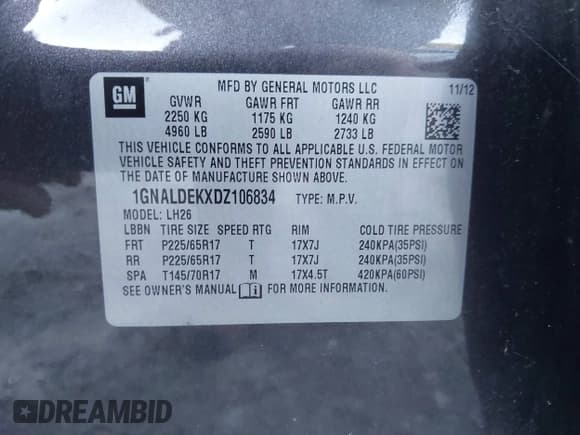 GM
MFD BY GENERAL MOTORS LLC
11/12
GVWR GAWR FRT GAWR RR
2250 KG 1175 KG 1240 KG
4960 LB 2590 LB 2733 LB
THIS VEHICLE CONFORMS TO ALL APPLICABLE U.S. FEDERAL MOTOR
VEHICLE SAFETY AND THEFT PREVENTION STANDARDS IN EFFECT ON
THE DATE OF MANUFACTURE SHOWN ABOVE.
1GNALDEKXDZ106834 TYPE: M.P.V.
MODEL: LH26
LBBN TIRE SIZE SPEED RTG RIM COLD TIRE PRESSURE
FRT P225/65R17 T 17X7J 240KPA(35PSI)
RR P225/65R17 T 17X7J 240KPA(35PSI)
SPA T145/70R17 M 17X4.5T 420KPA(60PSI)
SEE OWNER'S MANUAL FOR MORE INFORMATION.
DREAMBID